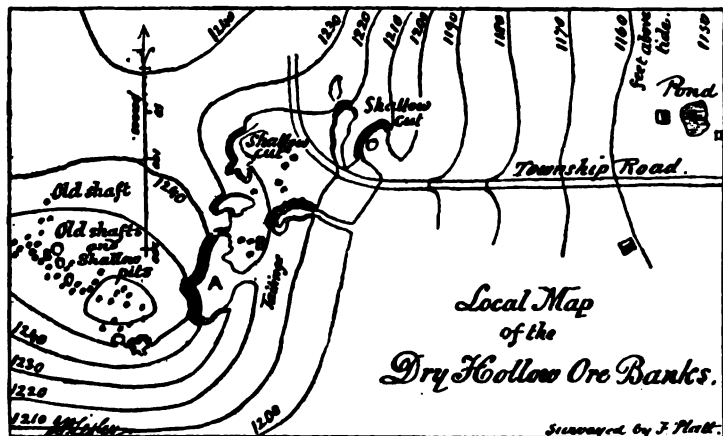 1240
1230
1220
1210
1200
1190
1180
1170
1160
feet above
tide.
1150
Pond
Shallow
cut
Shallow
cut
Township Road.
1240
Old shaft
Old shafts
and
Shallow
pits
A
Tailings
1240
1230
1220
1210
1200
Local Map
of the
Dry Hollow Ore Banks.
Surveyed by F. Platt.